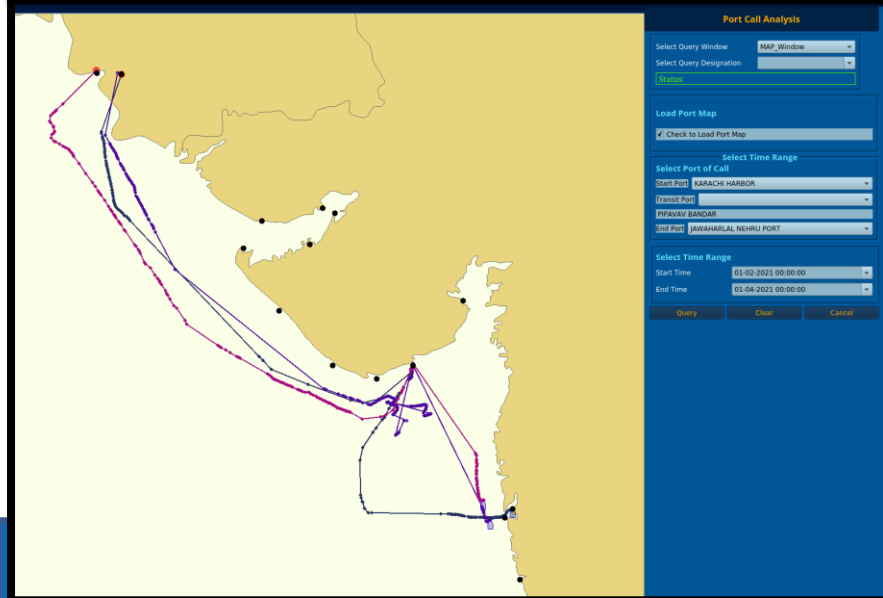 Port Call Analysis
Select Query Window MAP_Window
Select Query Designation
Status:
Load Port Map
Check to Load Port Map
Select Time Range
Select Port of Call
Start Port KARACHI HARBOR
Transit Port
PIPAVAV BANDAR
End Port JAWAHARLAL NEHRU PORT
Select Time Range
Start Time 01-02-2021 00:00:00
End Time 01-04-2021 00:00:00
Query Clear Cancel